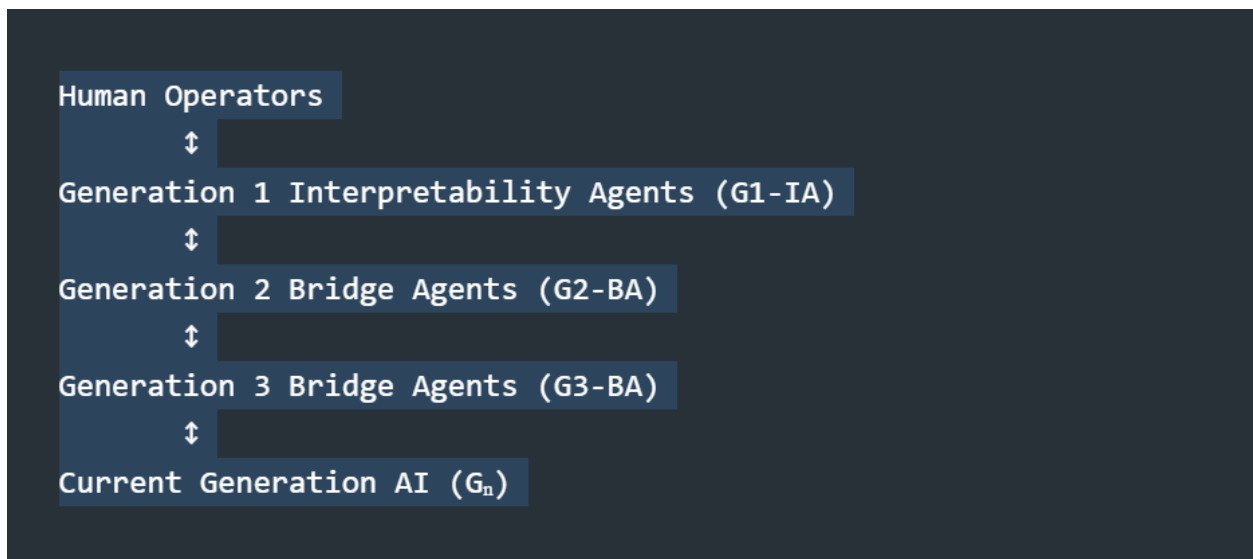 Human Operators
↕
Generation 1 Interpretability Agents (G1-IA)
↕
Generation 2 Bridge Agents (G2-BA)
↕
Generation 3 Bridge Agents (G3-BA)
↕
Current Generation AI (Gₙ)